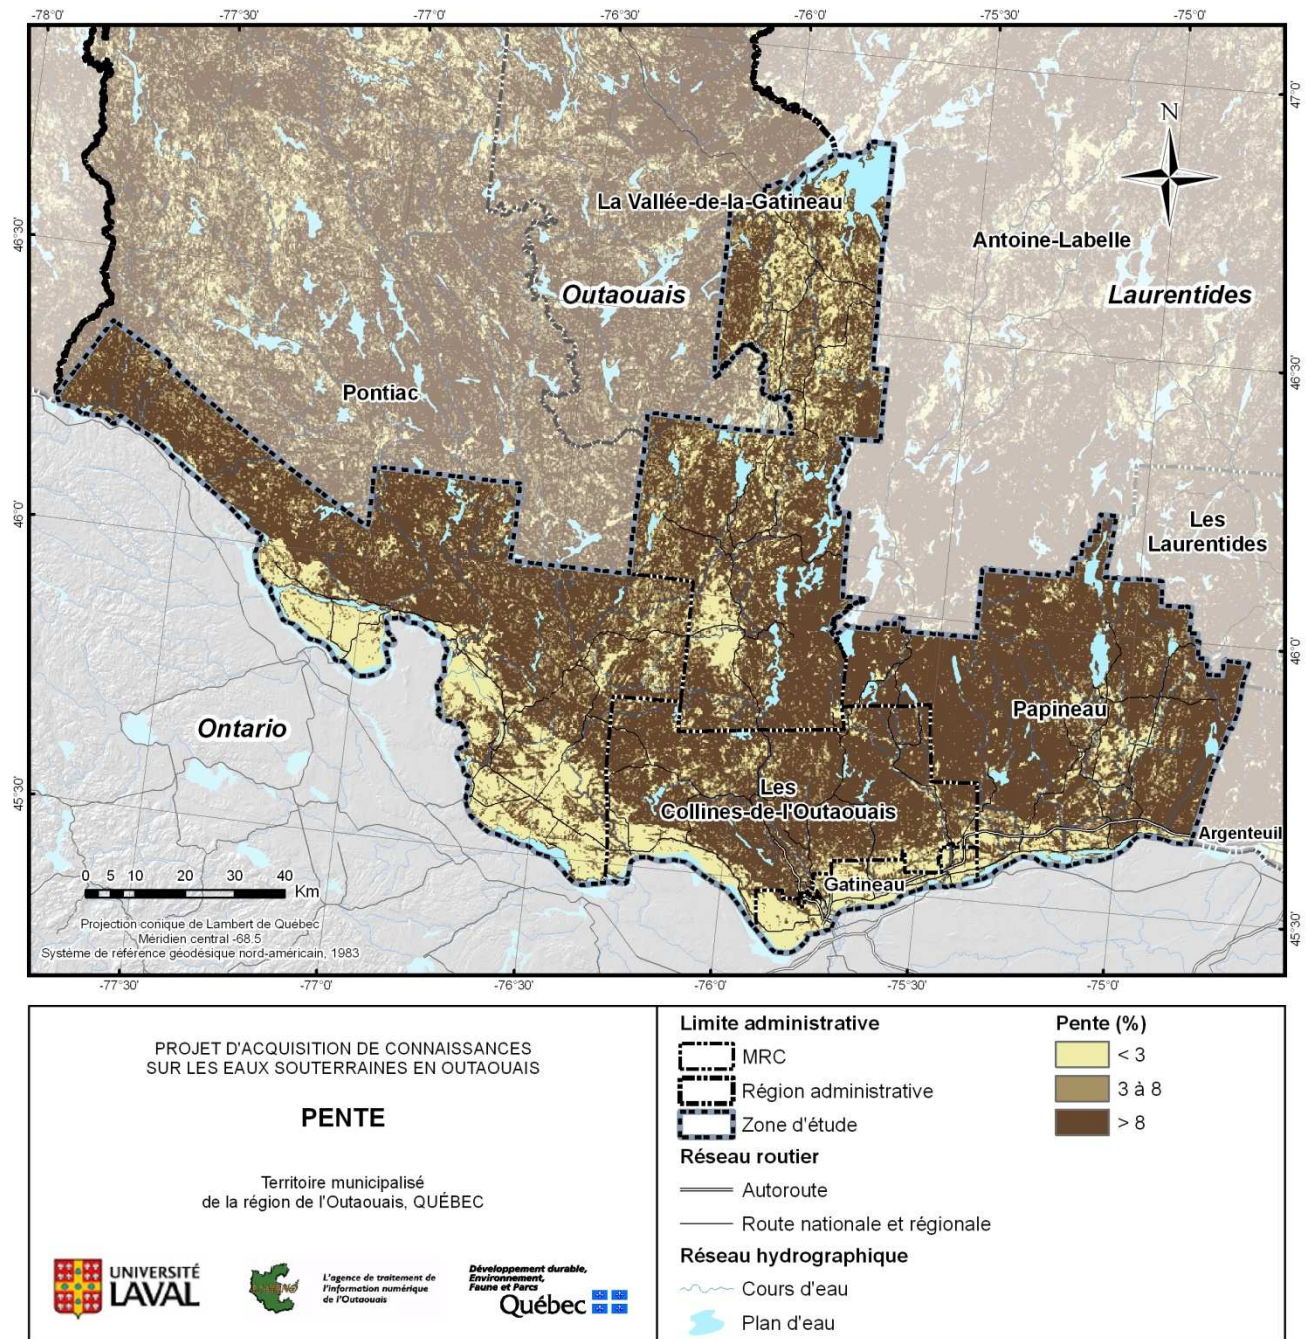 -78°0'
-77°30'
-77°0'
-76°30'
-76°0'
-75°30'
-75°0'
47°0'
N
La Vallée-de-la-Gatineau
46°30'
Antoine-Labelle
Outaouais
Laurentides
46°30'
Pontiac
46°0'
Les
Laurentides
46°0'
Ontario
Papineau
45°30'
Les
Collines-de-l'Outaouais
Argenteuil
0 5 10 20 30 40
Km
Gatineau
45°30'
Projection conique de Lambert de Québec
Méridien central -68.5
Système de référence géodésique nord-américain, 1983
-77°30'
-77°0'
-76°30'
-76°0'
-75°30'
-75°0'
PROJET D'ACQUISITION DE CONNAISSANCES
SUR LES EAUX SOUTERRAINES EN OUTAOUAIS
PENTE
Territoire municipalisé
de la région de l'Outaouais, QUÉBEC
UNIVERSITÉ
LAVAL
L'agence de traitement de
l'information numérique
de l'Outaouais
Développement durable,
Environnement,
Faune et Parcs
Québec
Limite administrative
MRC
Région administrative
Zone d'étude
Réseau routier
Autoroute
Route nationale et régionale
Réseau hydrographique
Cours d'eau
Plan d'eau
Pente (%)
< 3
3 à 8
> 8